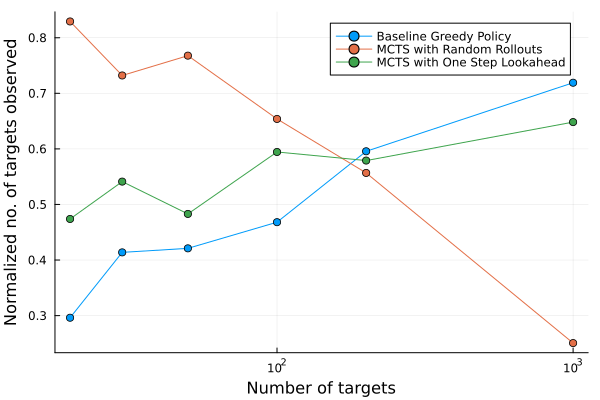 Baseline Greedy Policy
MCTS with Random Rollouts
MCTS with One Step Lookahead
Normalized no. of targets observed
0.8
0.7
0.6
0.5
0.4
0.3
10²
10³
Number of targets